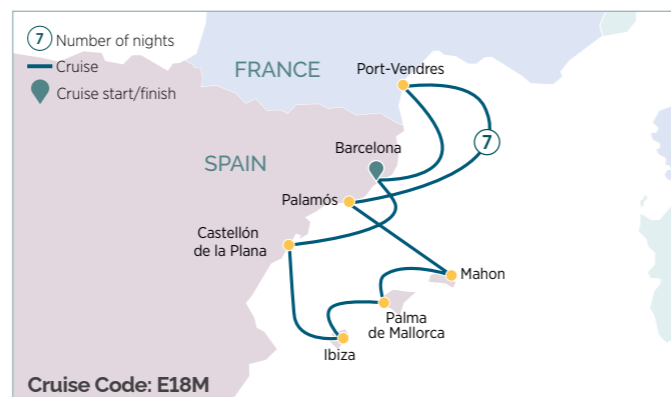 7 Number of nights
Cruise
Cruise start/finish
FRANCE
Port-Vendres
Barcelona
7
SPAIN
Palamós
Castellón
de la Plana
Mahon
Palma
de Mallorca
Ibiza
Cruise Code: E18M